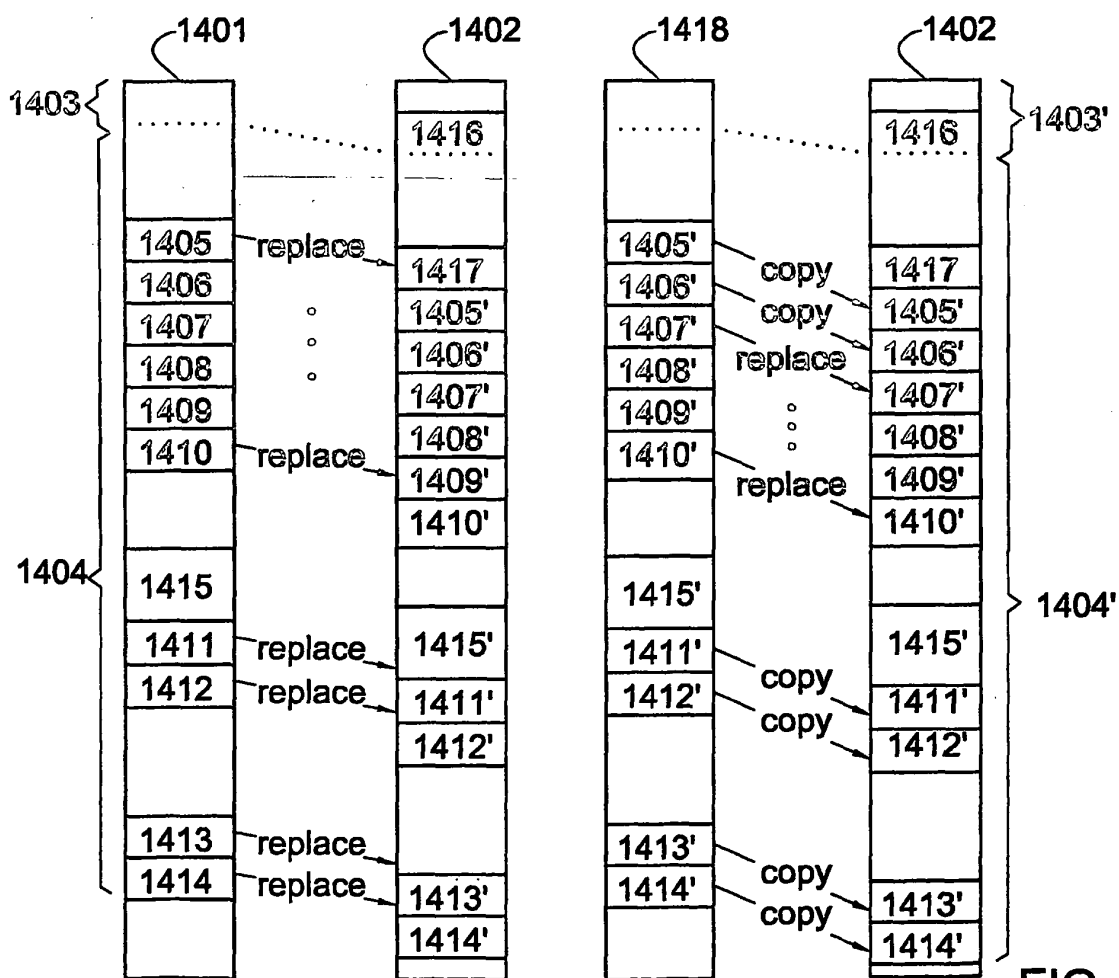 1401 1402 1418 1402
1403 1403'
1416 1416
1405 replace 1405'
1417 copy 1417
1406 1406'
1405' copy 1405'
1407 1407'
1406' replace 1406'
1408 1408'
1407' 1407'
1409 1409'
1408' 1408'
1410 replace 1410'
1409' replace 1409'
1410' 1410'
1404 1415 1415' 1404'
1411 replace 1415' 1411' 1415'
1412 replace 1411' 1412' copy 1411'
1412' copy 1412'
1413 replace 1413'
1414 replace 1413' 1414' copy 1413'
1414' copy 1414'
FIG